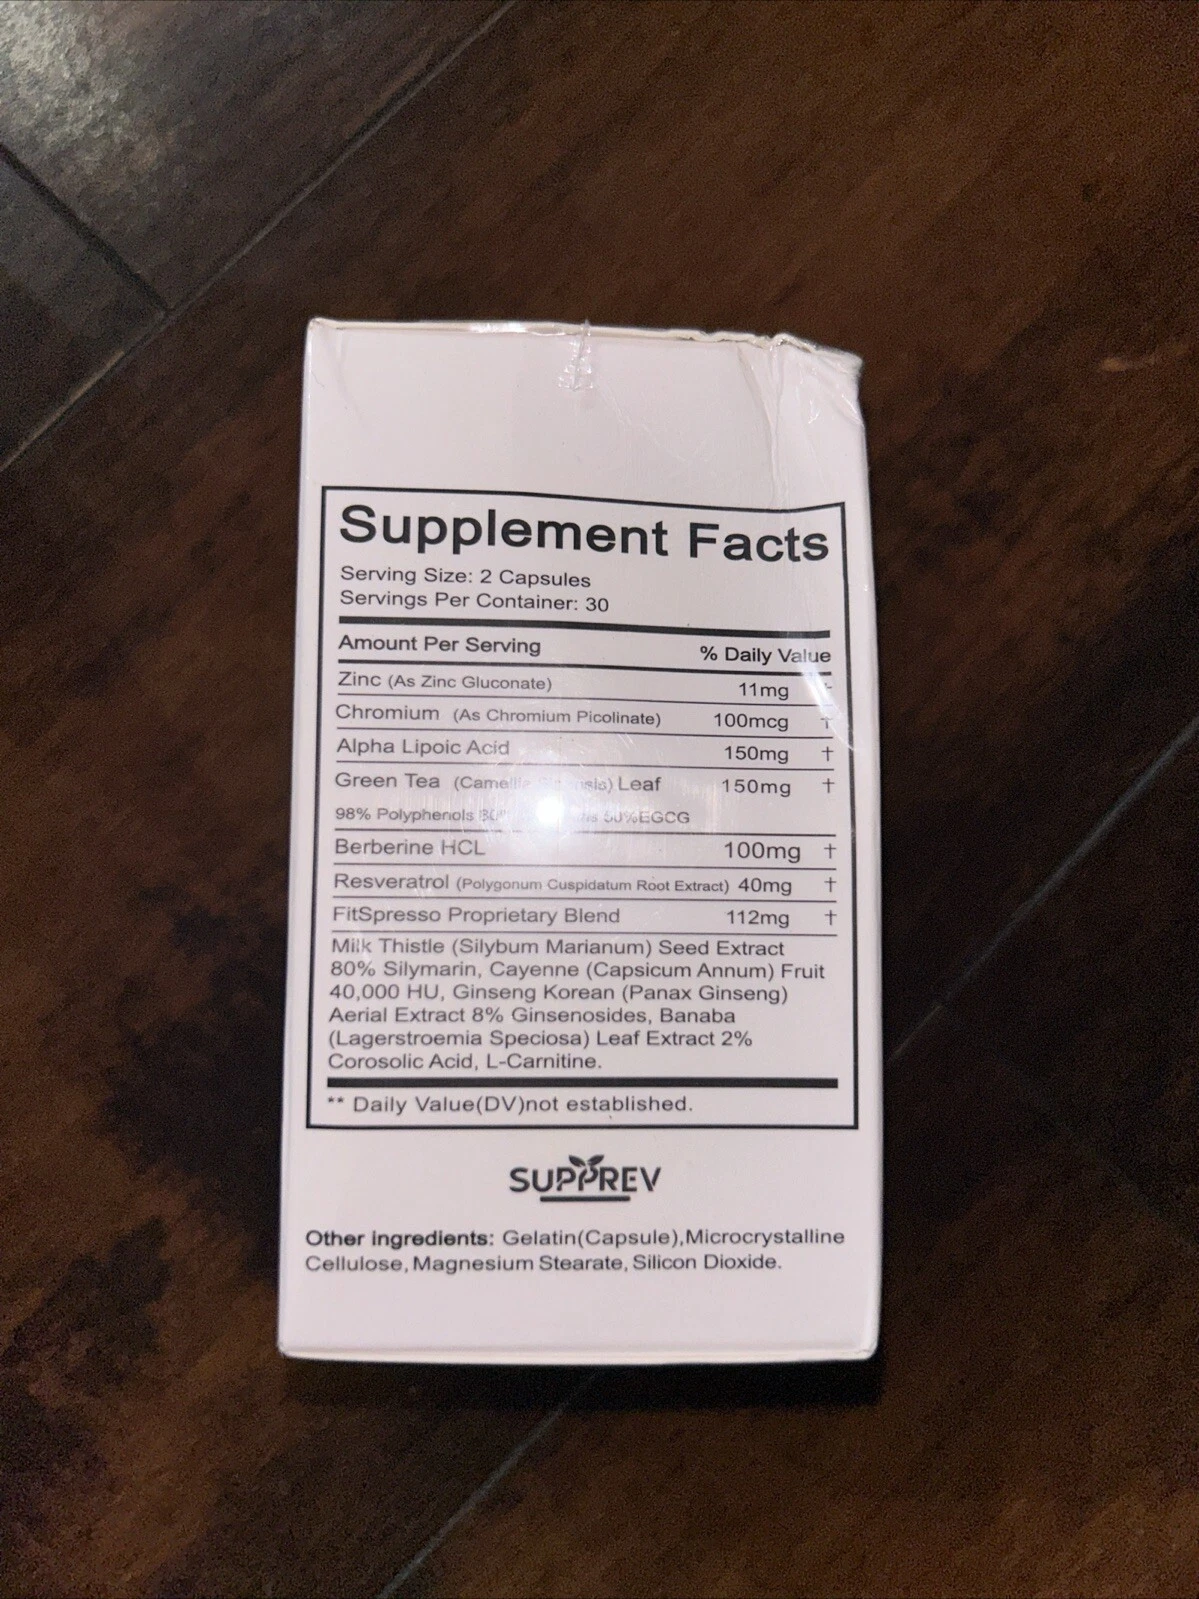 Supplement Facts
Serving Size: 2 Capsules
Servings Per Container: 30
Amount Per Serving % Daily Value
Zinc (As Zinc Gluconate) 11mg
Chromium (As Chromium Picolinate) 100mcg †
Alpha Lipoic Acid 150mg †
Green Tea Leaf 150mg †
98% Polyphenols 50%EGCG
Berberine HCL 100mg †
Resveratrol (Polygonum Cuspidatum Root Extract) 40mg †
FitSpresso Proprietary Blend 112mg †
Milk Thistle (Silybum Marianum) Seed Extract
80% Silymarin, Cayenne (Capsicum Annum) Fruit
40,000 HU, Ginseng Korean (Panax Ginseng)
Aerial Extract 8% Ginsenosides, Banaba
(Lagerstroemia Speciosa) Leaf Extract 2%
Corosolic Acid, L-Carnitine.
** Daily Value(DV)not established.
SUPPREV
Other ingredients: Gelatin(Capsule),Microcrystalline
Cellulose, Magnesium Stearate, Silicon Dioxide.